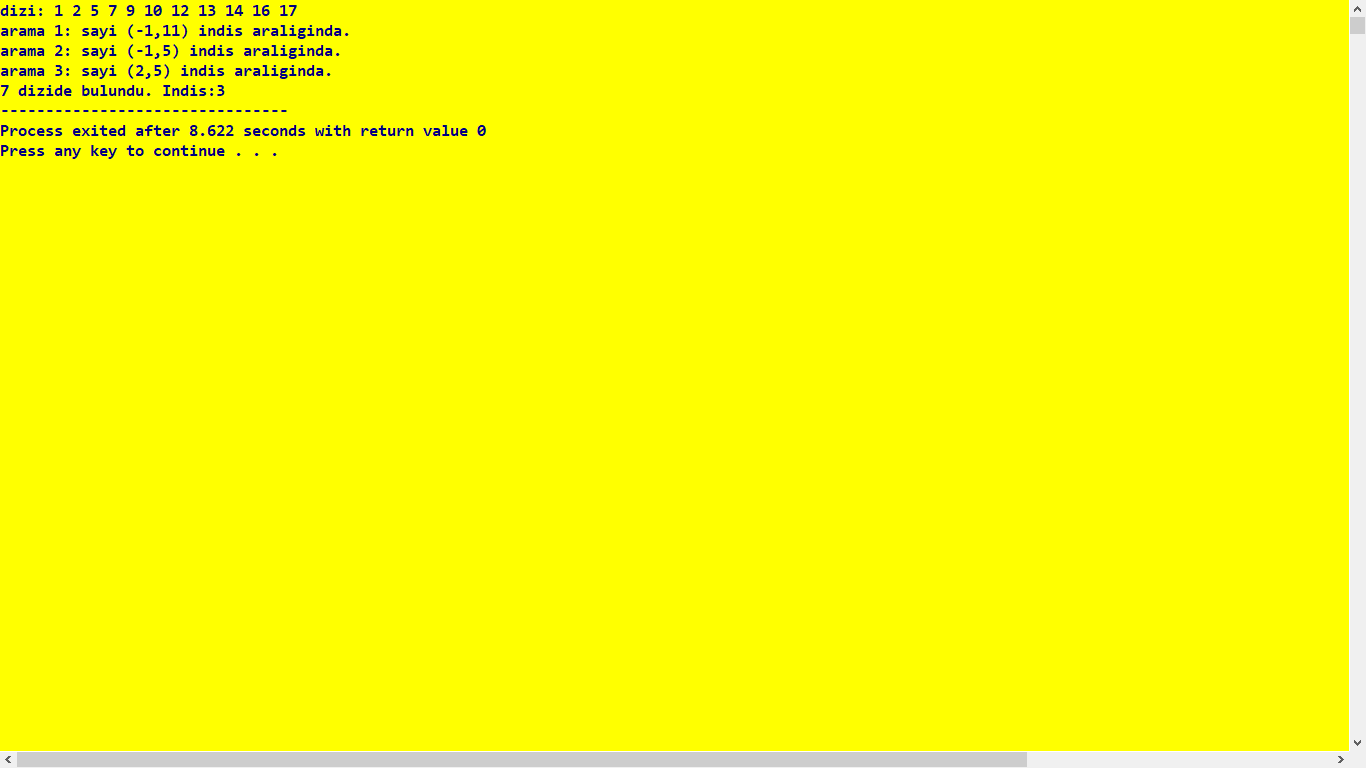 dizi: 1 2 5 7 9 10 12 13 14 16 17
arama 1: sayi (-1,11) indis araliginda.
arama 2: sayi (-1,5) indis araliginda.
arama 3: sayi (2,5) indis araliginda.
7 dizide bulundu. Indis:3
--------------------------------
Process exited after 8.622 seconds with return value 0
Press any key to continue . . .